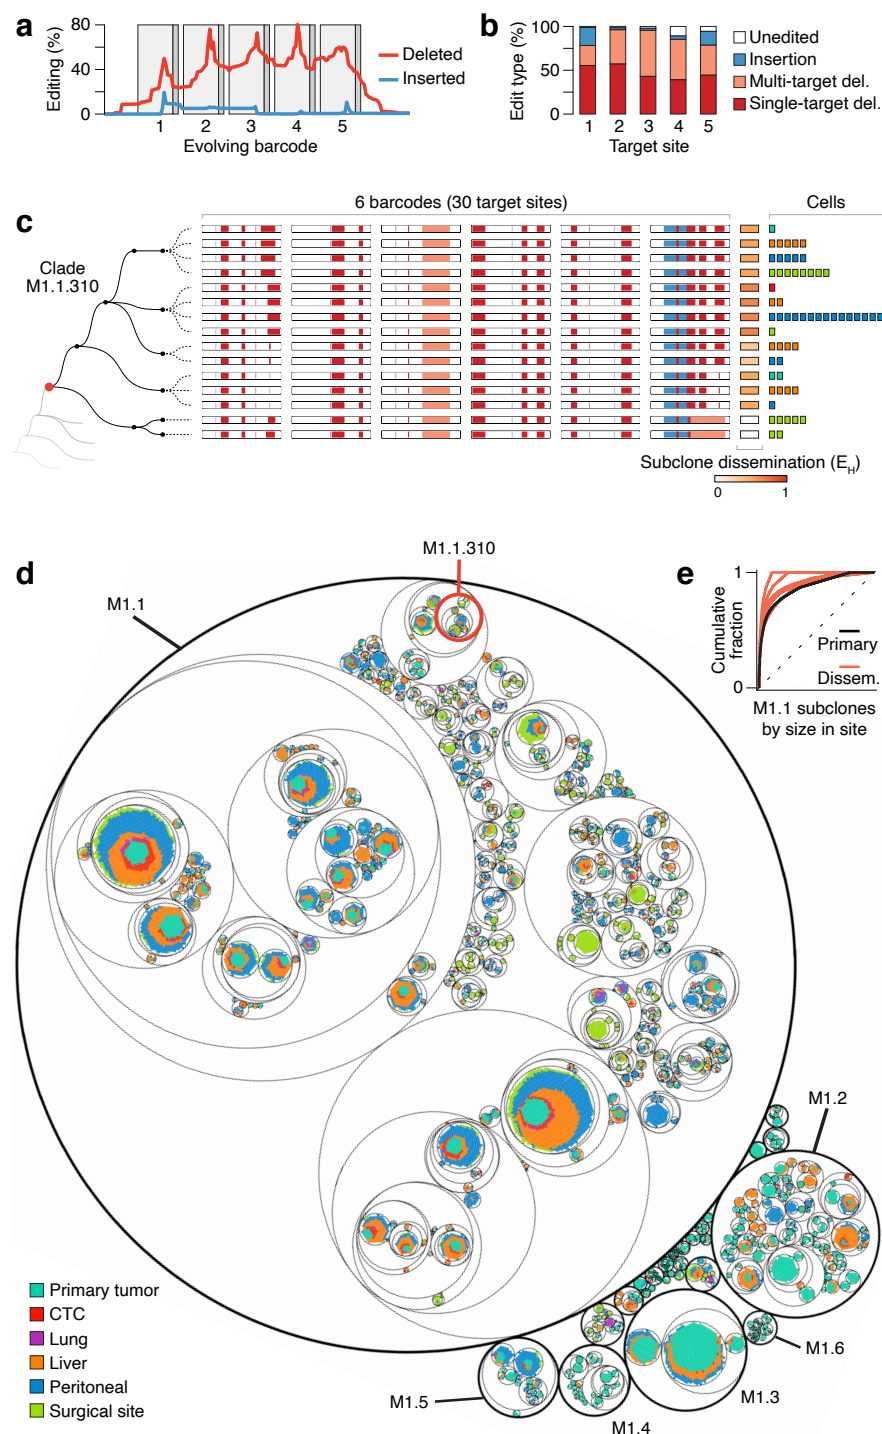 a
80
40
0
Editing (%)
Deleted
Inserted
1 2 3 4 5
Evolving barcode
b
100
50
0
Edit type (%)
Unedited
Insertion
Multi-target del.
Single-target del.
1 2 3 4 5
Target site
c
6 barcodes (30 target sites)
Cells
Clade
M1.1.310
Subclone dissemination (E_H)
0 1
d
M1.1.310
M1.1
e
1
0
Cumulative
fraction
Primary
Dissem.
M1.1 subclones
by size in site
M1.2
Primary tumor
CTC
Lung
Liver
Peritoneal
Surgical site
M1.6
M1.3
M1.5
M1.4